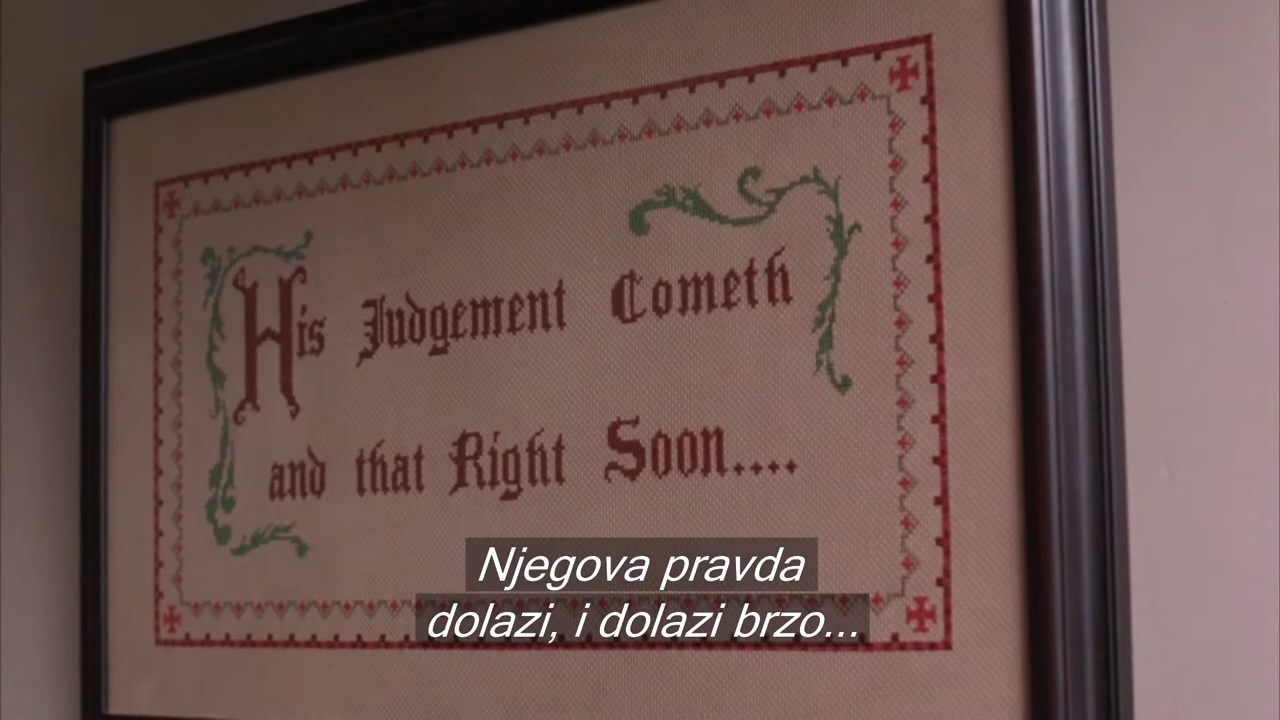 His Judgement Cometh
and that Right Soon....
Njegova pravda
dolazi, i dolazi brzo...